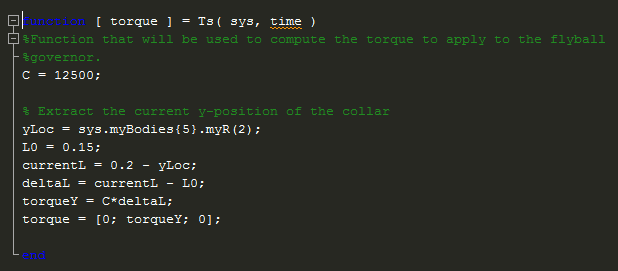 function [ torque ] = Ts( sys, time )
%Function that will be used to compute the torque to apply to the flyball
%governor.
C = 12500;
% Extract the current y-position of the collar
yLoc = sys.myBodies{5}.myR(2);
L0 = 0.15;
currentL = 0.2 - yLoc;
deltaL = currentL - L0;
torqueY = C*deltaL;
torque = [0; torqueY; 0];
end